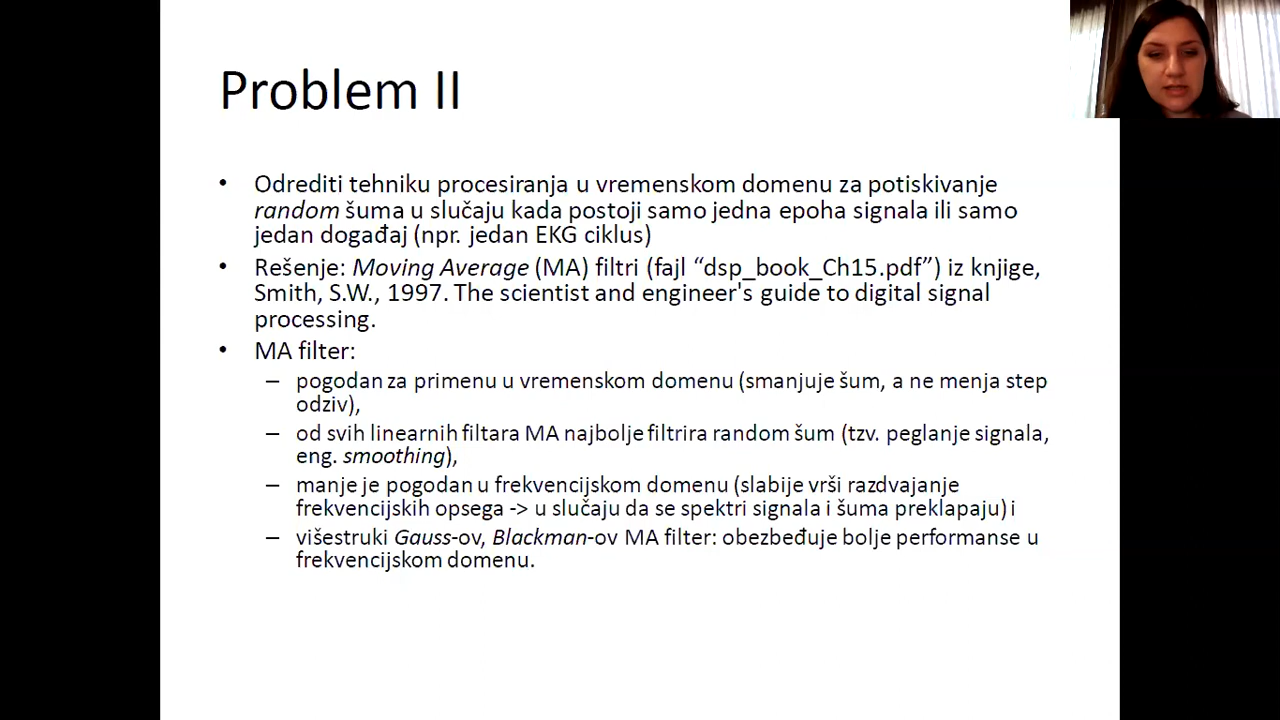 Problem II
• Odrediti tehniku procesiranja u vremenskom domenu za potiskivanje
random šuma u slučaju kada postoji samo jedna epoha signala ili samo
jedan događaj (npr. jedan EKG ciklus)
• Rešenje: Moving Average (MA) filtri (fajl “dsp_book_Ch15.pdf”) iz knjige,
Smith, S.W., 1997. The scientist and engineer's guide to digital signal
processing.
• MA filter:
– pogodan za primenu u vremenskom domenu (smanjuje šum, a ne menja step
odziv),
– od svih linearnih filtara MA najbolje filtrira random šum (tzv. peglanje signala,
eng. smoothing),
– manje je pogodan u frekvencijskom domenu (slabije vrši razdvajanje
frekvencijskih opsega -> u slučaju da se spektri signala i šuma preklapaju) i
– višestruki Gauss-ov, Blackman-ov MA filter: obezbeđuje bolje performanse u
frekvencijskom domenu.